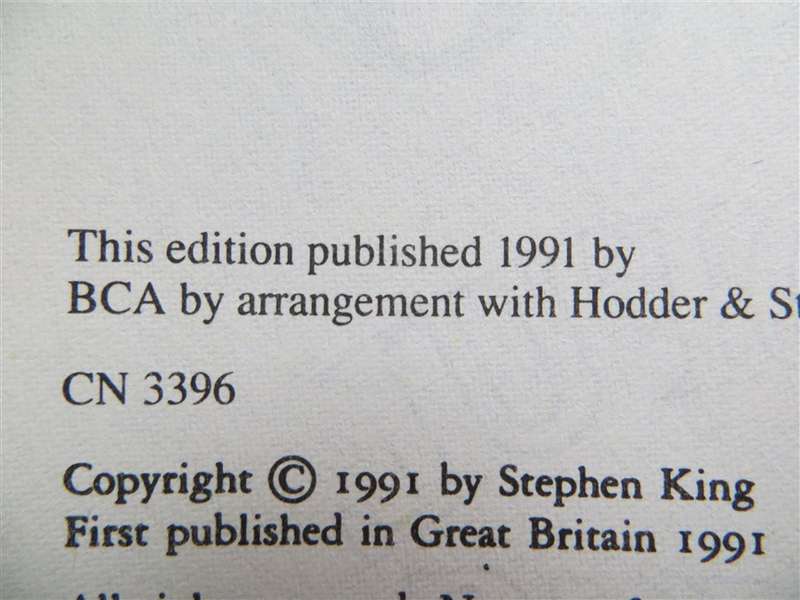 This edition published 1991 by
BCA by arrangement with Hodder &
CN 3396
Copyright © 1991 by Stephen King
First published in Great Britain 1991